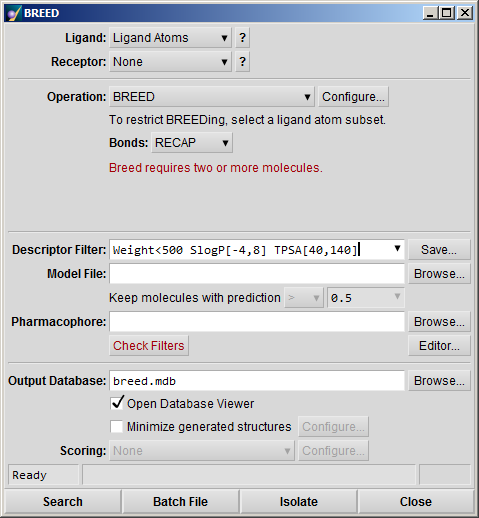 BREED
Ligand: Ligand Atoms ?
Receptor: None ?
Operation: BREED Configure...
To restrict BREEDing, select a ligand atom subset.
Bonds: RECAP
Breed requires two or more molecules.
Descriptor Filter: Weight<500 SlogP[-4,8] TPSA[40,140] Save...
Model File: Browse...
Keep molecules with prediction > 0.5
Pharmacophore: Browse...
Check Filters Editor...
Output Database: breed.mdb Browse...
Open Database Viewer
Minimize generated structures Configure...
Scoring: None Configure...
Ready
Search Batch File Isolate Close